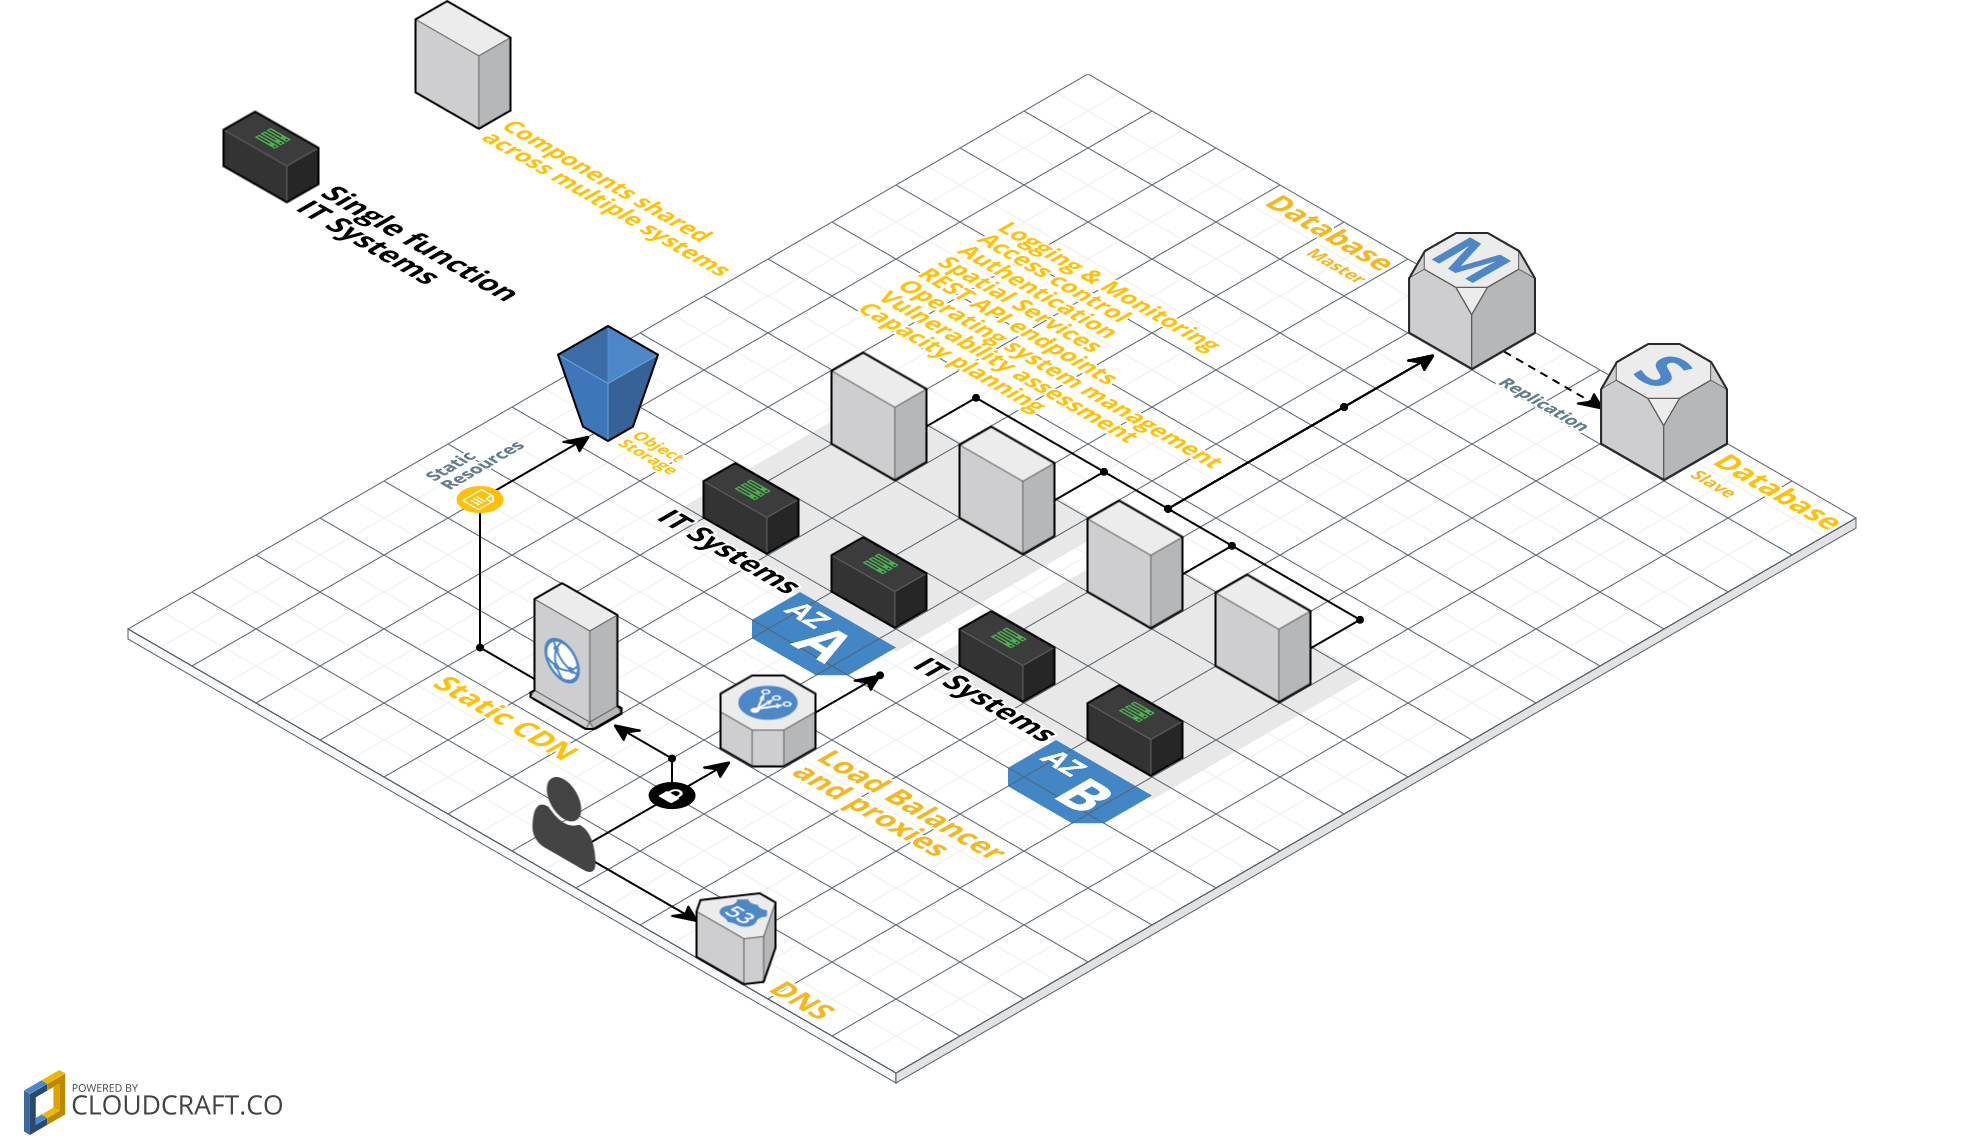 Components shared
across multiple systems
Single function
IT Systems
Logging & Monitoring
Access control
Authentication
Spatial Services
REST API endpoints
Operating system management
Vulnerability assessment
Capacity planning
Database
Master
M
Replication
S
Database
Slave
Static
Resources
Object
Storage
IT Systems
AZ
A
IT Systems
AZ
B
Static CDN
Load Balancer
and proxies
53
DNS
POWERED BY
CLOUDCRAFT.CO